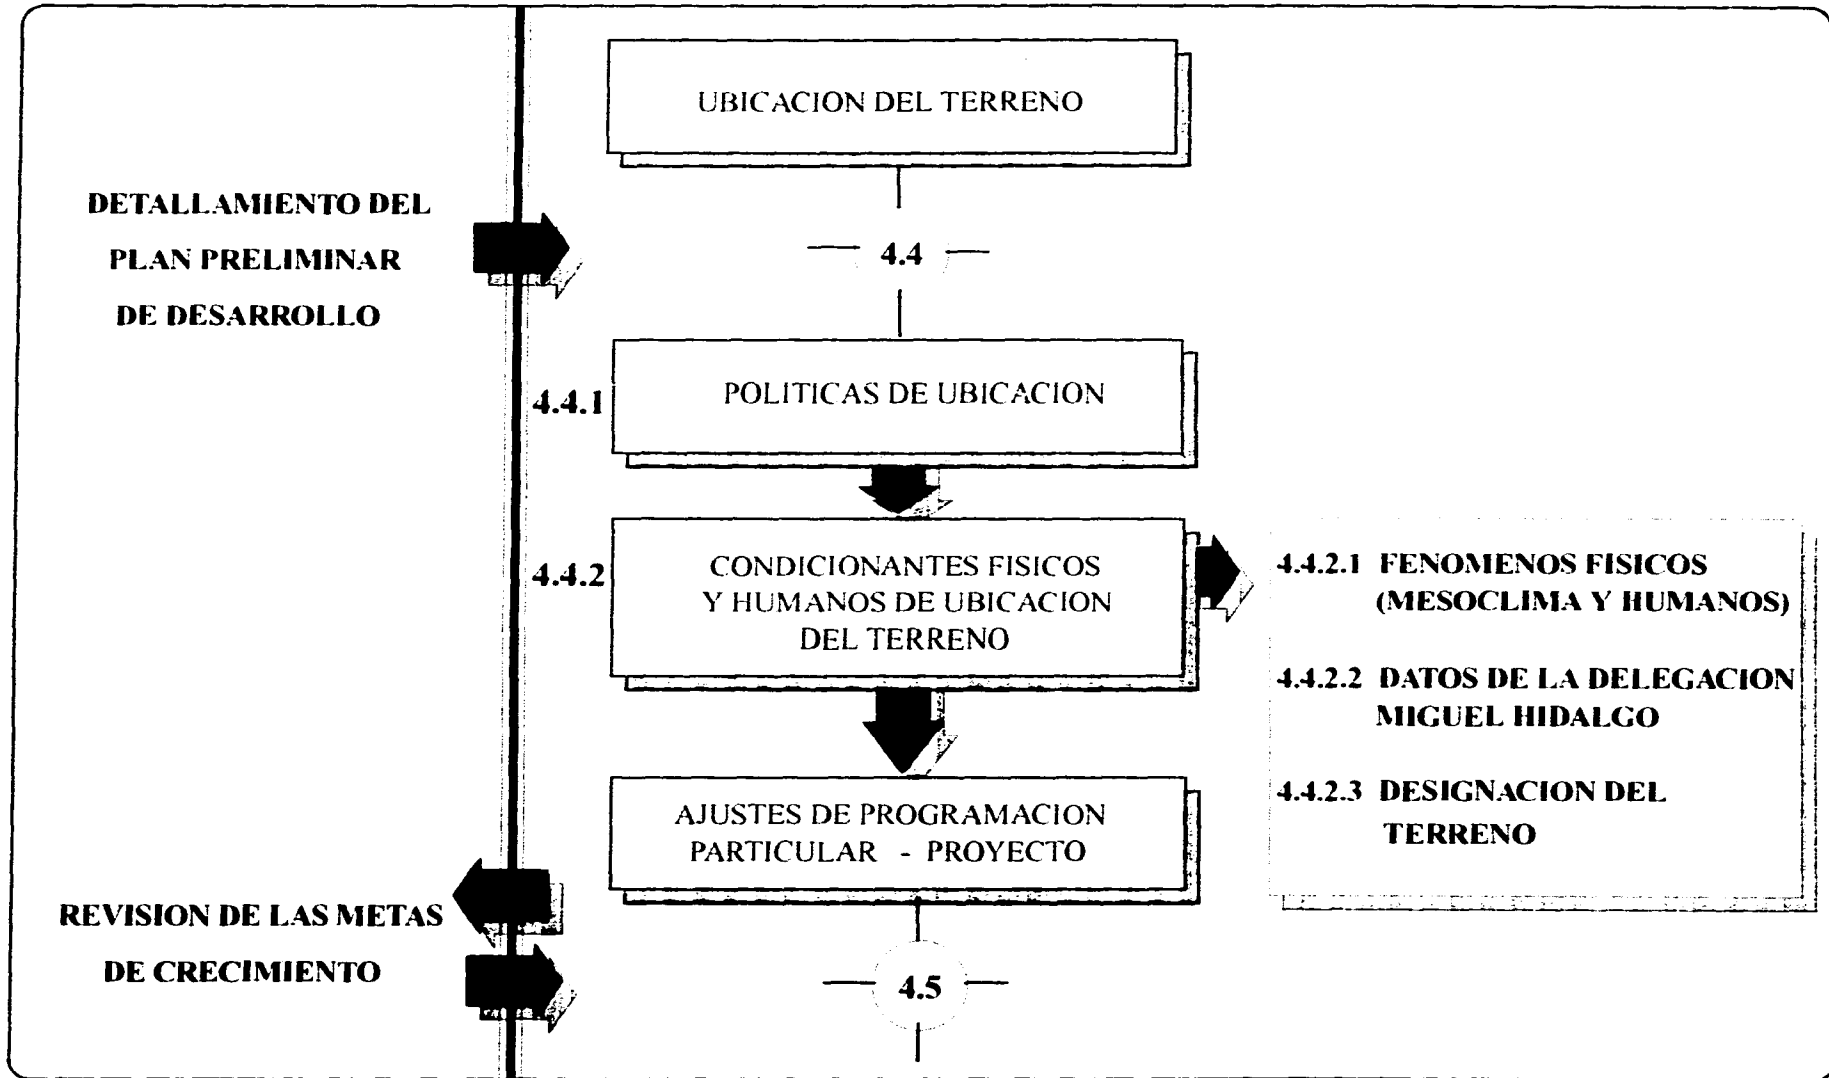 UBICACION DEL TERRENO
DETALLAMIENTO DEL
PLAN PRELIMINAR
DE DESARROLLO
4.4
4.4.1
POLITICAS DE UBICACION
4.4.2
CONDICIONANTES FISICOS
Y HUMANOS DE UBICACION
DEL TERRENO
4.4.2.1 FENOMENOS FISICOS
(MESOCLIMA Y HUMANOS)
4.4.2.2 DATOS DE LA DELEGACION
MIGUEL HIDALGO
4.4.2.3 DESIGNACION DEL
TERRENO
AJUSTES DE PROGRAMACION
PARTICULAR - PROYECTO
REVISION DE LAS METAS
DE CRECIMIENTO
4.5